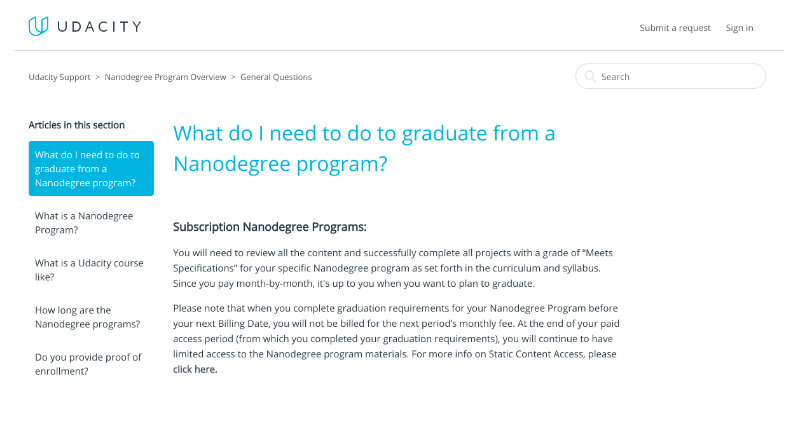 UDACITY
Submit a request
Sign in
Udacity Support > Nanodegree Program Overview > General Questions
Search
Articles in this section
What do I need to do to
graduate from a
Nanodegree program?
What is a Nanodegree
Program?
What is a Udacity course
like?
How long are the
Nanodegree programs?
Do you provide proof of
enrollment?
What do I need to do to graduate from a
Nanodegree program?
Subscription Nanodegree Programs:
You will need to review all the content and successfully complete all projects with a grade of “Meets
Specifications” for your specific Nanodegree program as set forth in the curriculum and syllabus.
Since you pay month-by-month, it's up to you when you want to plan to graduate.
Please note that when you complete graduation requirements for your Nanodegree Program before
your next Billing Date, you will not be billed for the next period's monthly fee. At the end of your paid
access period (from which you completed your graduation requirements), you will continue to have
limited access to the Nanodegree program materials. For more info on Static Content Access, please
click here.